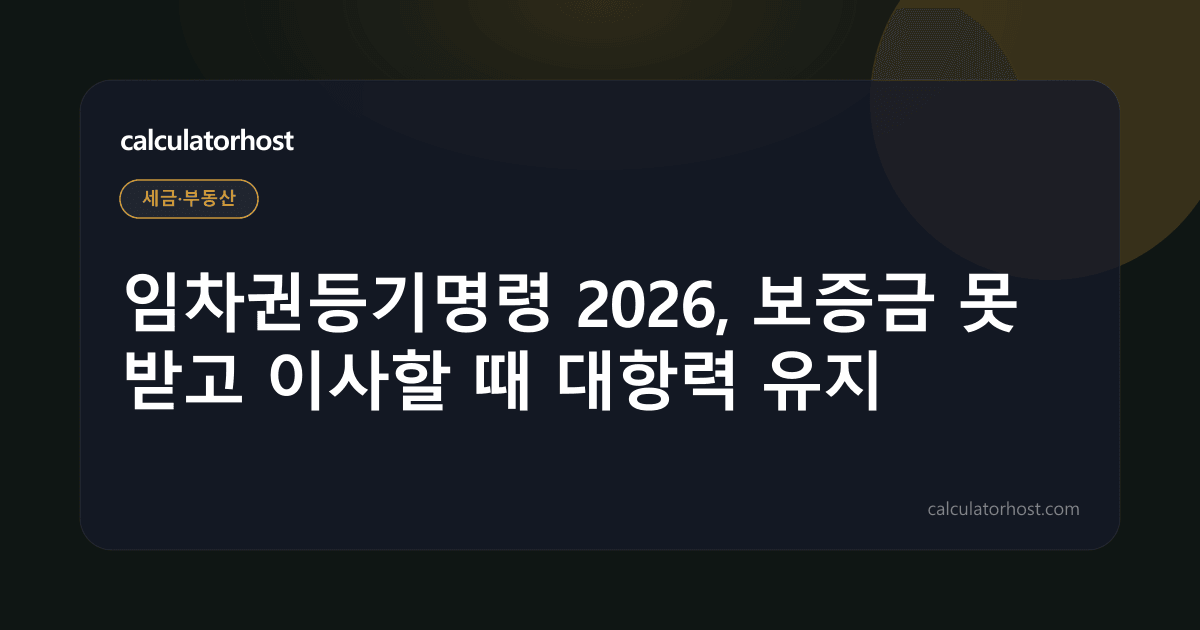 calculatorhost
세금·부동산
임차권등기명령 2026, 보증금 못
받고 이사할 때 대항력 유지
calculatorhost.com